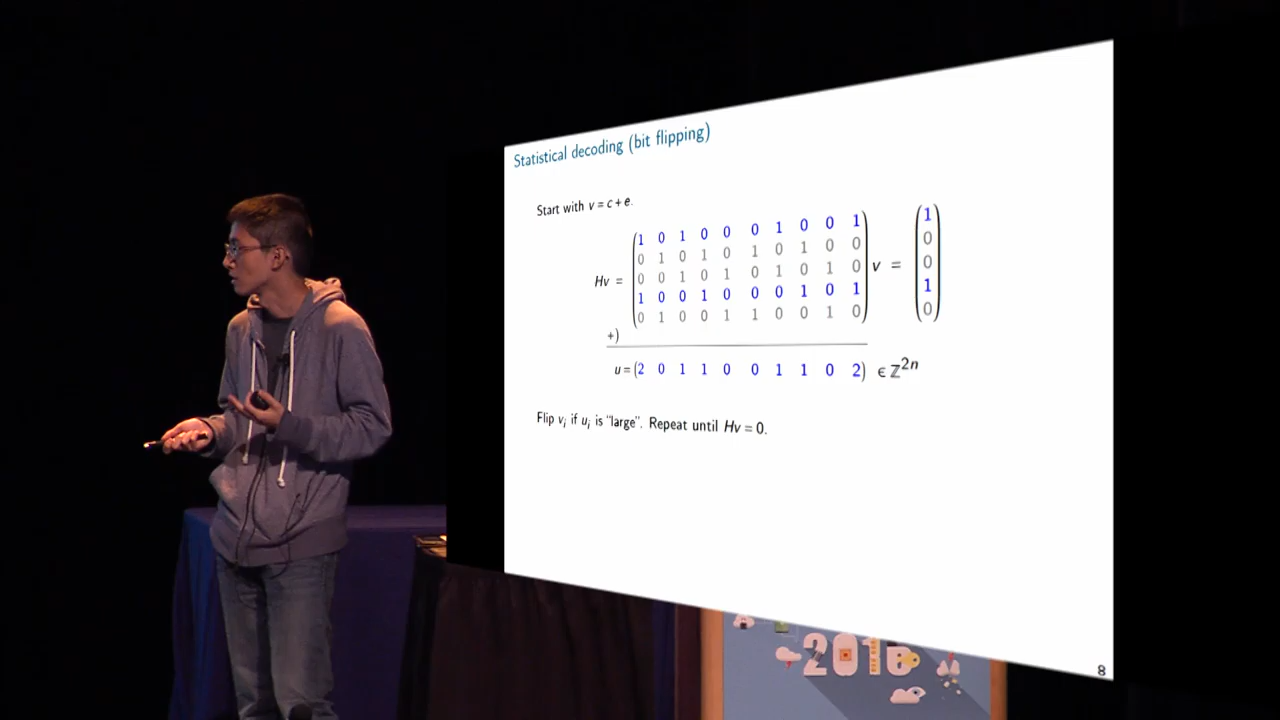 Statistical decoding (bit flipping)
Start with v = c + e.
1 0 1 0 0 0 1 0 0 1
0 1 0 1 0 1 0 1 0 0
Hv = 0 0 1 0 1 0 1 0 1 0 v =
1 0 0 1 0 0 0 1 0 1
0 1 0 0 1 1 0 0 1 0
1
0
0
1
0
+)
u = (2 0 1 1 0 0 1 1 0 2) ∈ ℤ²ⁿ
Flip vᵢ if uᵢ is "large". Repeat until Hv = 0.
8
201